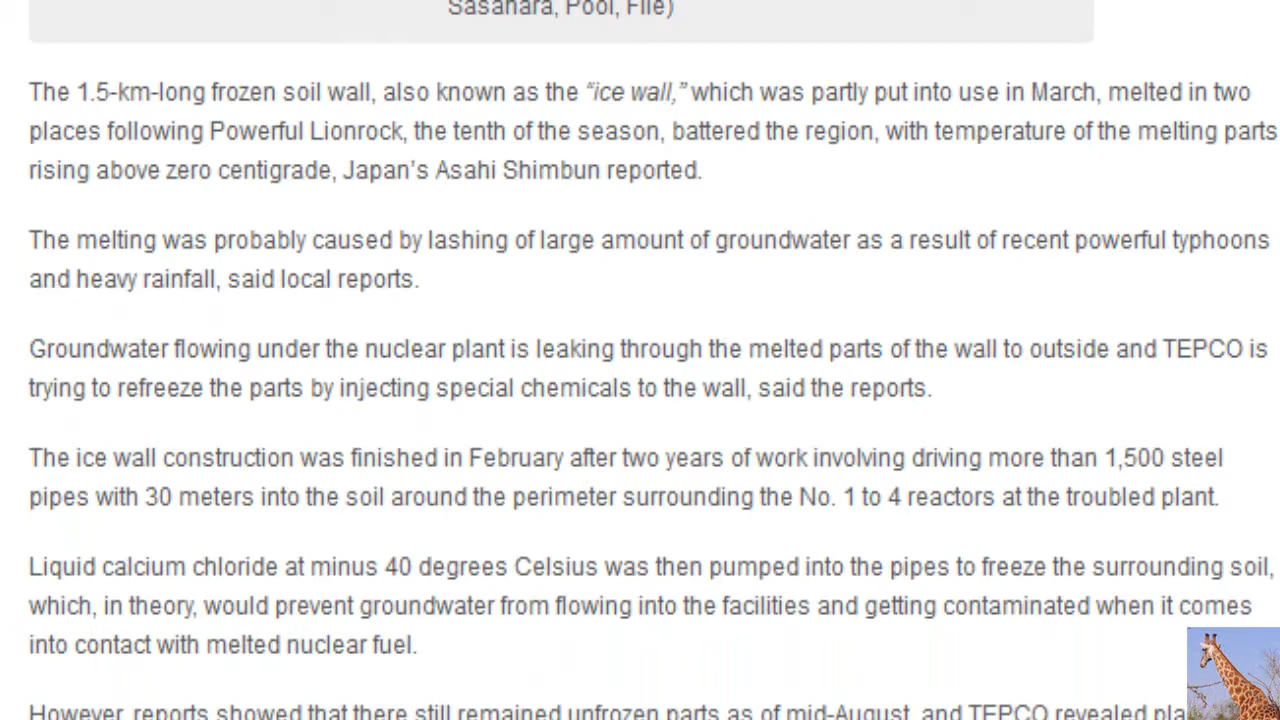 Sasahara, Pool, File)
The 1.5-km-long frozen soil wall, also known as the “ice wall,” which was partly put into use in March, melted in two
places following Powerful Lionrock, the tenth of the season, battered the region, with temperature of the melting parts
rising above zero centigrade, Japan’s Asahi Shimbun reported.
The melting was probably caused by lashing of large amount of groundwater as a result of recent powerful typhoons
and heavy rainfall, said local reports.
Groundwater flowing under the nuclear plant is leaking through the melted parts of the wall to outside and TEPCO is
trying to refreeze the parts by injecting special chemicals to the wall, said the reports.
The ice wall construction was finished in February after two years of work involving driving more than 1,500 steel
pipes with 30 meters into the soil around the perimeter surrounding the No. 1 to 4 reactors at the troubled plant.
Liquid calcium chloride at minus 40 degrees Celsius was then pumped into the pipes to freeze the surrounding soil,
which, in theory, would prevent groundwater from flowing into the facilities and getting contaminated when it comes
into contact with melted nuclear fuel.
However, reports showed that there still remained unfrozen parts as of mid-August, and TEPCO revealed